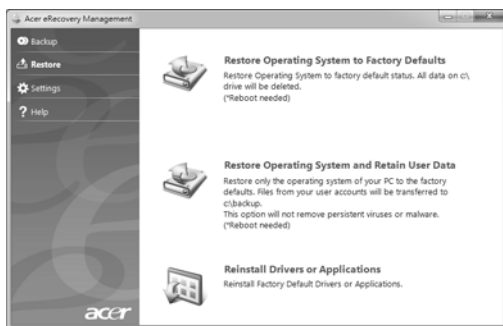 Acer eRecovery Management
Backup
Restore
Settings
Help
acer
Restore Operating System to Factory Defaults
Restore Operating System to factory default status. All data on c:\
drive will be deleted.
(*Reboot needed)
Restore Operating System and Retain User Data
Restore only the operating system of your PC to the factory
defaults. Files from your user accounts will be transferred to
c:\backup.
This option will not remove persistent viruses or malware.
(*Reboot needed)
Reinstall Drivers or Applications
Reinstall Factory Default Drivers or Applications.